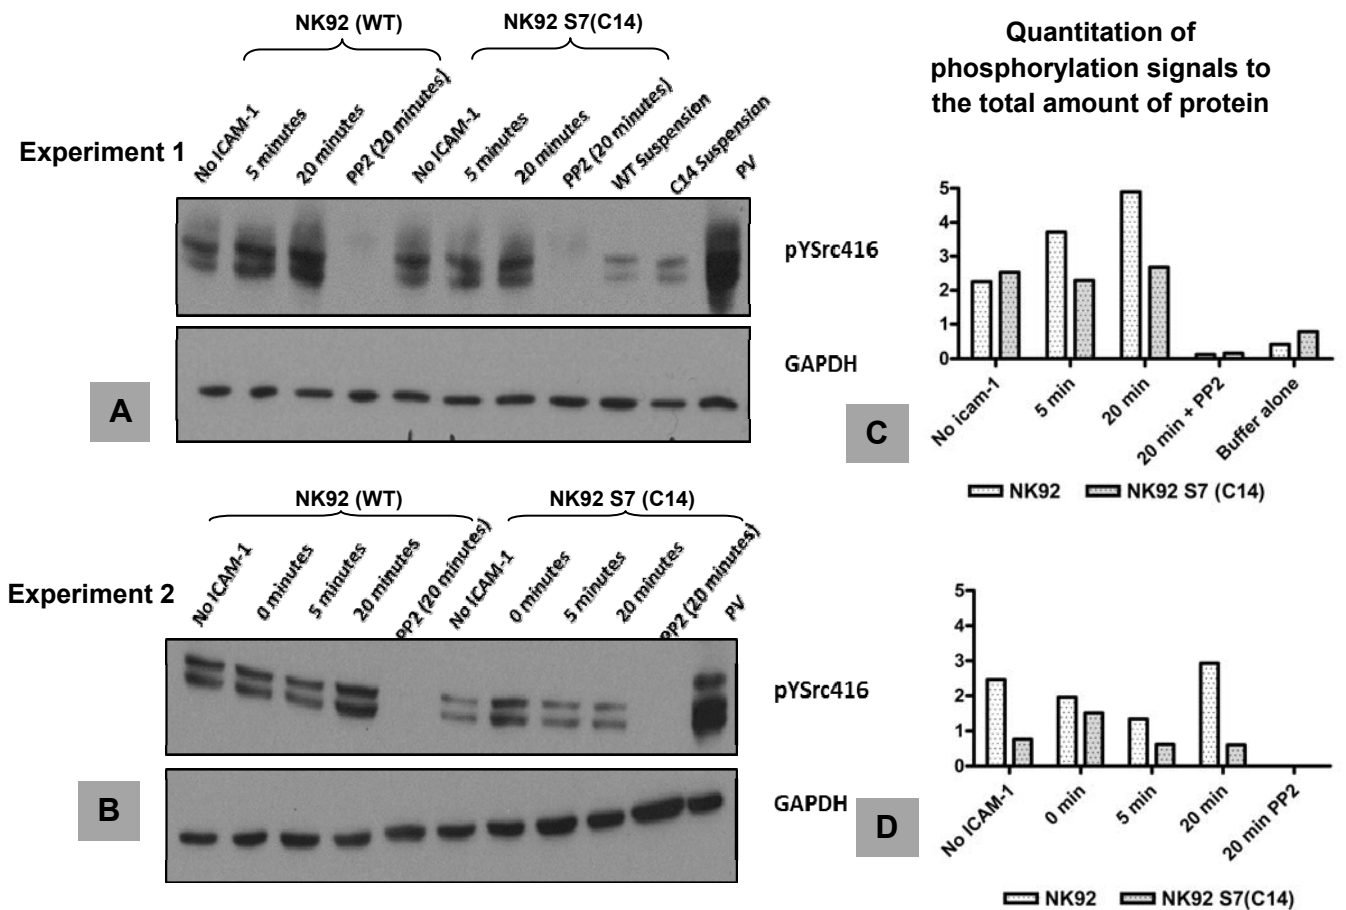 NK92 (WT)
NK92 S7(C14)
Quantitation of
phosphorylation signals to
the total amount of protein
Experiment 1
No ICAM-1
5 minutes
20 minutes
PP2 (20 minutes)
No ICAM-1
5 minutes
20 minutes
PP2 (20 minutes)
WT Suspension
C14 Suspension
PV
pYSrc416
GAPDH
A
5
4
3
2
1
0
No icam-1
5 min
20 min
20 min + PP2
Buffer alone
C
NK92
NK92 S7 (C14)
NK92 (WT)
NK92 S7 (C14)
Experiment 2
No ICAM-1
0 minutes
5 minutes
20 minutes
PP2 (20 minutes)
No ICAM-1
0 minutes
5 minutes
20 minutes
PP2 (20 minutes)
PV
pYSrc416
GAPDH
B
5
4
3
2
1
0
No ICAM-1
0 min
5 min
20 min
20 min PP2
D
NK92
NK92 S7(C14)